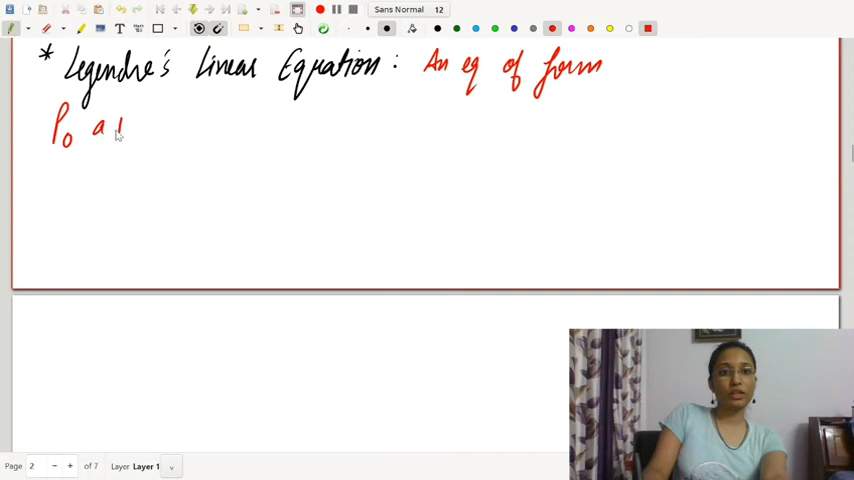 Sans Normal 12
* Legendre's Linear Equation : An eq of form
P0 a
Page 2 of 7 Layer Layer 1